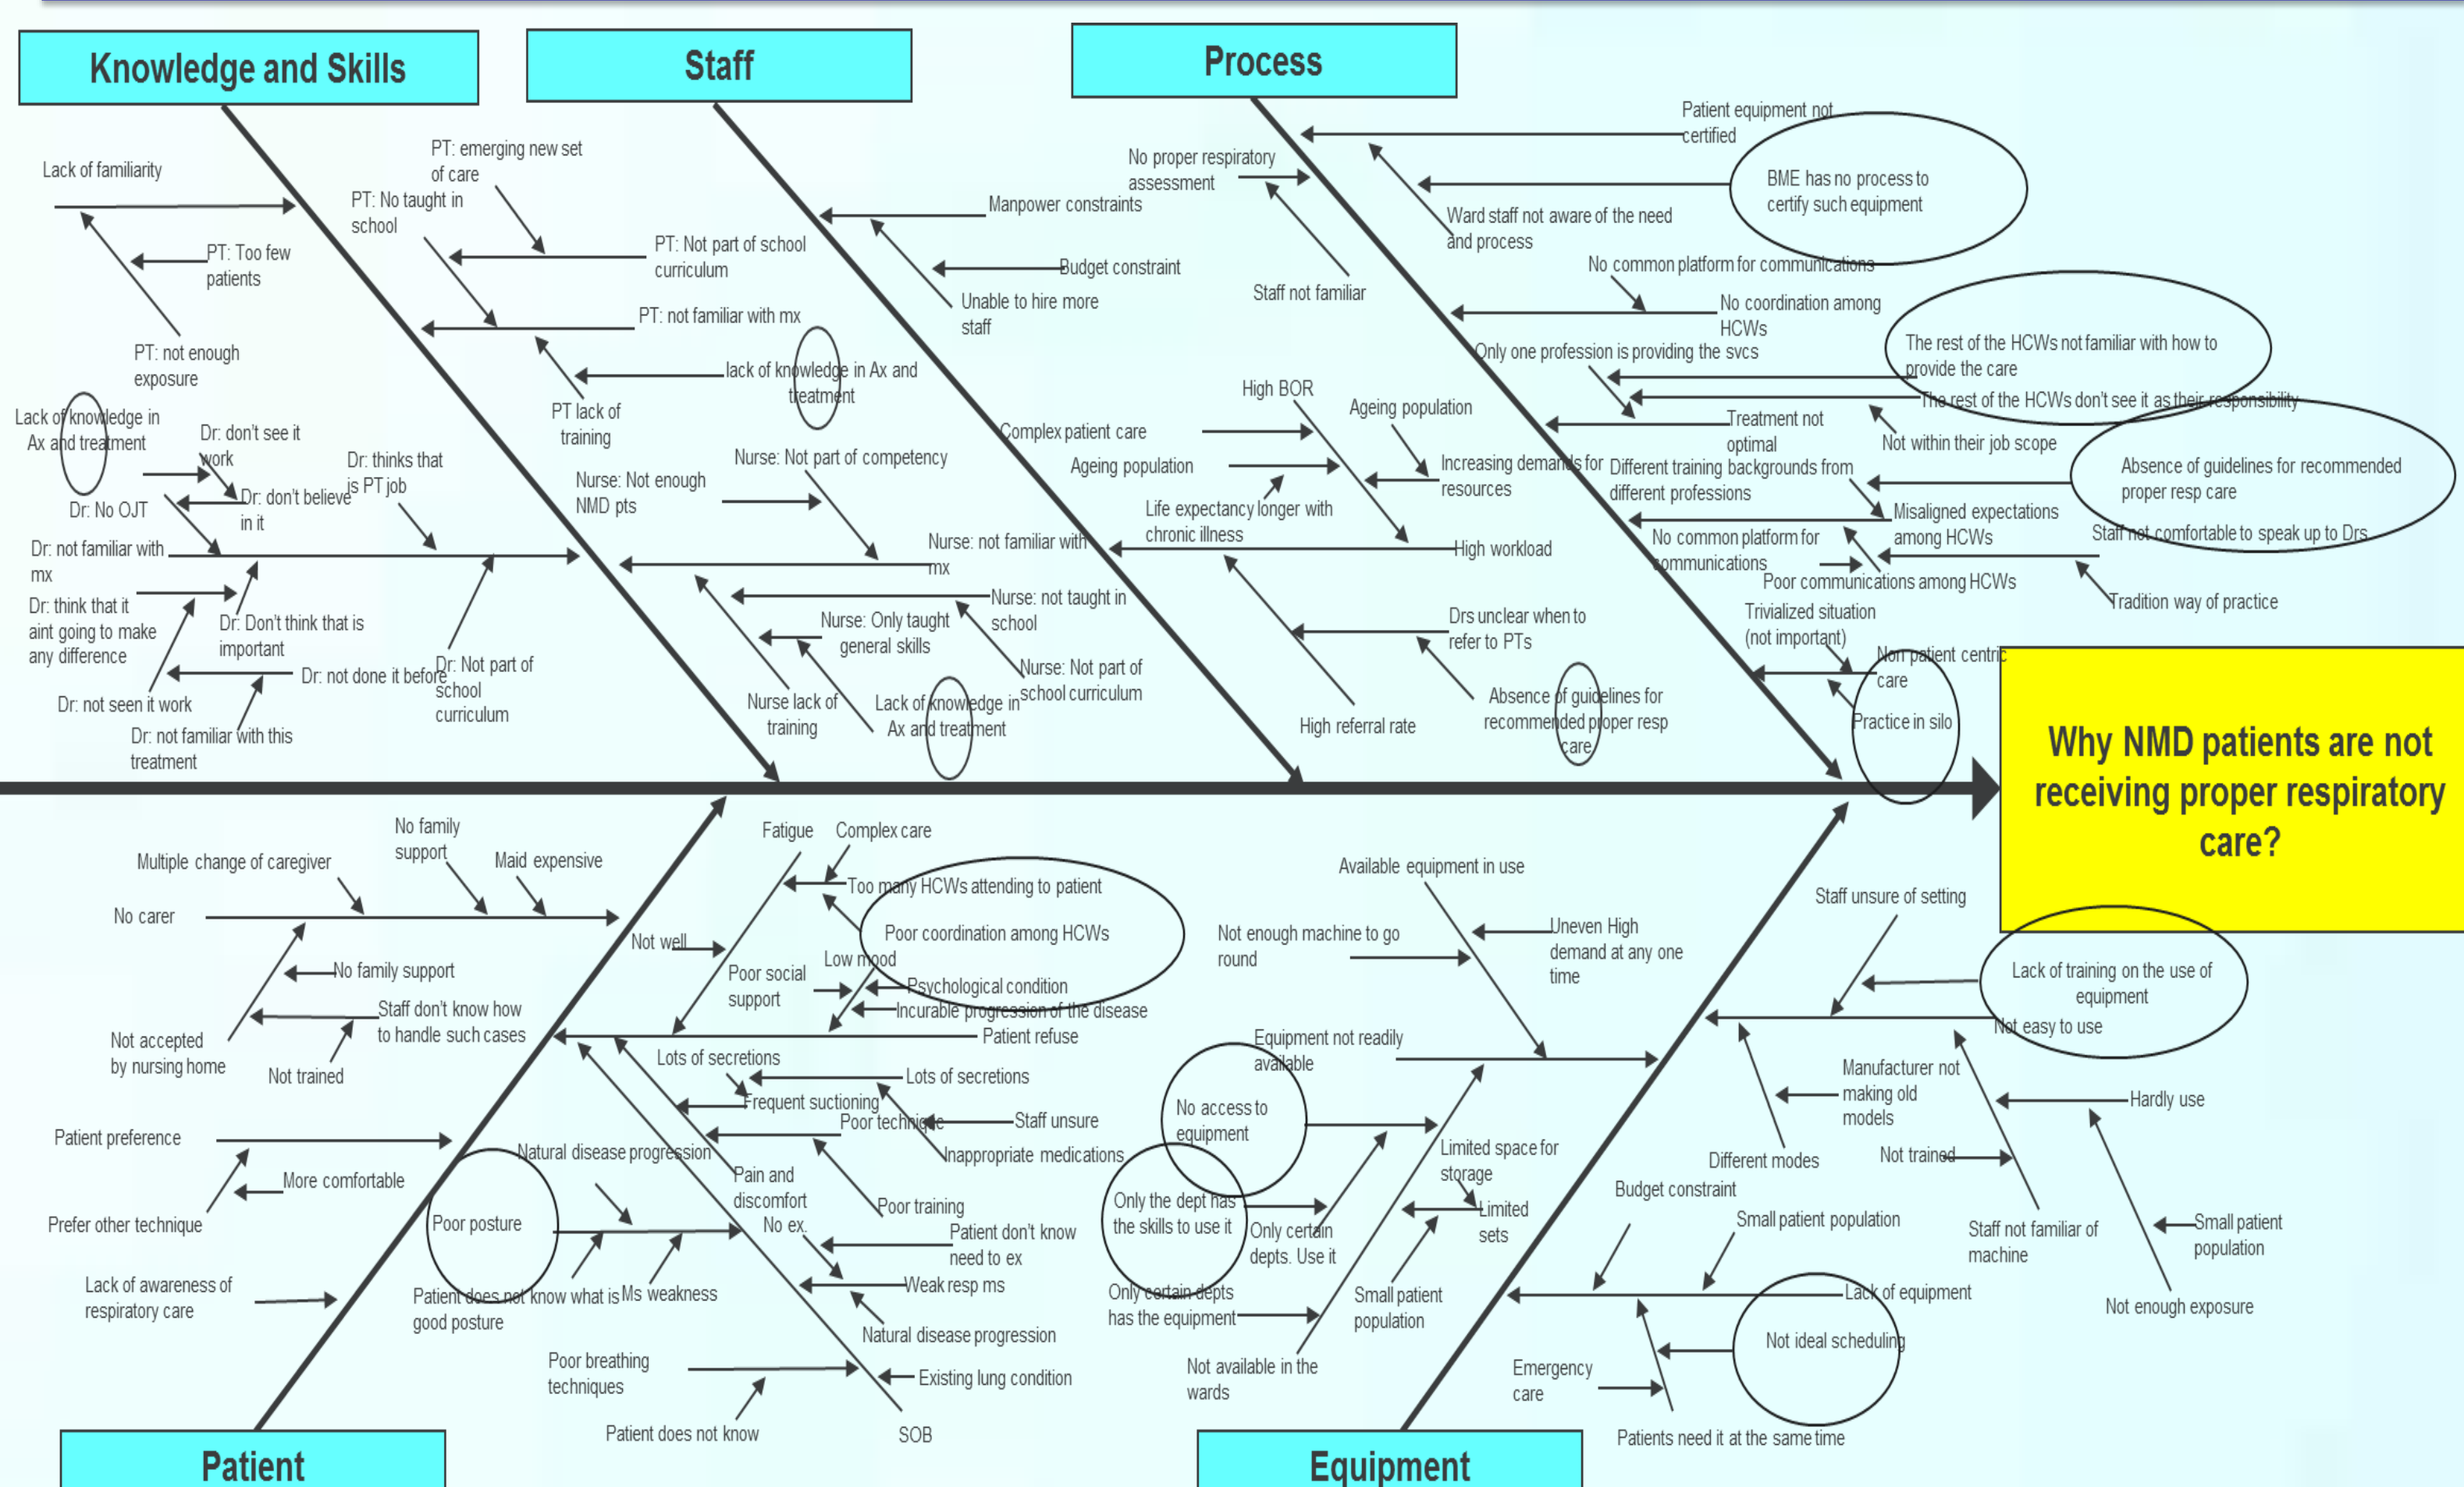 Knowledge and Skills
Staff
Process
Lack of familiarity
PT: Too few
patients
PT: not enough
exposure
Lack of knowledge in
Ax and treatment
Dr: don't see it
work
Dr: No OJT
Dr: don't believe
in it
Dr: thinks that
is PT job
Dr: not familiar with
mx
Dr: think that it
aint going to make
any difference
Dr: Don't think that is
important
Dr: not done it before
Dr: not seen it work
Dr: not familiar with this
treatment
Dr: Not part of
school
curriculum
PT: emerging new set
of care
PT: No taught in
school
PT: Not part of school
curriculum
PT: not familiar with mx
lack of knowledge in Ax and
treatment
PT lack of
training
Nurse: Not part of competency
Nurse: Not enough
NMD pts
Nurse: not familiar with
mx
Nurse: not taught in
school
Nurse: Only taught
general skills
Nurse: Not part of
school curriculum
Nurse lack of
training
Lack of knowledge in
Ax and treatment
Manpower constraints
Budget constraint
Unable to hire more
staff
High BOR
Complex patient care
Ageing population
Ageing population
Increasing demands for
resources
Life expectancy longer with
chronic illness
High workload
Drs unclear when to
refer to PTs
High referral rate
Absence of guidelines for
recommended proper resp
care
Patient equipment not
certified
No proper respiratory
assessment
BME has no process to
certify such equipment
Ward staff not aware of the need
and process
Staff not familiar
No common platform for communications
No coordination among
HCWs
Only one profession is providing the svcs
The rest of the HCWs not familiar with how to
provide the care
The rest of the HCWs don't see it as their responsibility
Treatment not
optimal
Not within their job scope
Different training backgrounds from
different professions
Absence of guidelines for recommended
proper resp care
Misaligned expectations
among HCWs
No common platform for
communications
Staff not comfortable to speak up to Drs
Poor communications among HCWs
Tradition way of practice
Trivialized situation
(not important)
Non patient centric
care
Practice in silo
Why NMD patients are not
receiving proper respiratory
care?
No family
support
Multiple change of caregiver
Maid expensive
No carer
No family support
Staff don't know how
to handle such cases
Not accepted
by nursing home
Not trained
Patient preference
More comfortable
Prefer other technique
Lack of awareness of
respiratory care
Fatigue
Complex care
Too many HCWs attending to patient
Poor coordination among HCWs
Not well
Low mood
Poor social
support
Psychological condition
Incurable progression of the disease
Patient refuse
Lots of secretions
Lots of secretions
Frequent suctioning
Poor technique
Staff unsure
Inappropriate medications
Natural disease progression
Pain and
discomfort
Poor training
Poor posture
No ex.
Patient don't know
need to ex
Weak resp ms
Patient does not know what is
good posture
Ms weakness
Natural disease progression
Poor breathing
techniques
Existing lung condition
Patient does not know
SOB
Available equipment in use
Not enough machine to go
round
Uneven High
demand at any one
time
Equipment not readily
available
No access to
equipment
Limited space for
storage
Only the dept has
the skills to use it
Only certain
depts. Use it
Limited
sets
Only certain depts
has the equipment
Small patient
population
Not available in the
wards
Staff unsure of setting
Lack of training on the use of
equipment
Not easy to use
Manufacturer not
making old
models
Hardly use
Different modes
Not trained
Staff not familiar of
machine
Small patient
population
Not enough exposure
Budget constraint
Small patient population
Lack of equipment
Not ideal scheduling
Emergency
care
Patients need it at the same time
Patient
Equipment